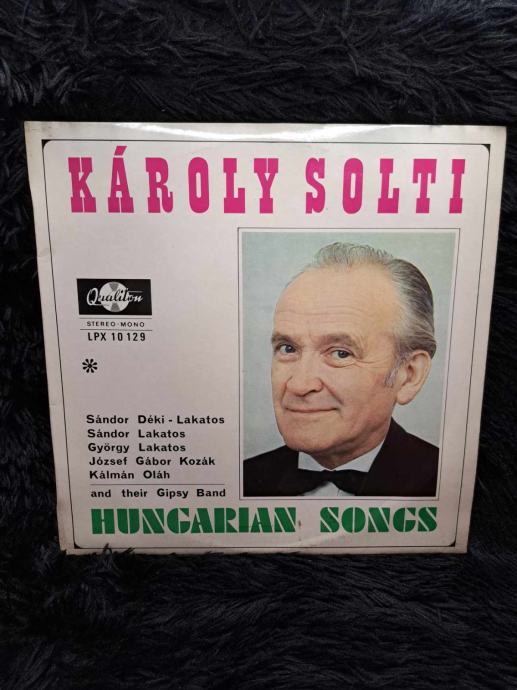 KÁROLY SOLTI
Qualiton
STEREO-MONO
LPX 10129
*
Sándor Déki - Lakatos
Sándor Lakatos
György Lakatos
József Gábor Kozák
Kálmán Oláh
and their Gipsy Band
HUNGARIAN SONGS